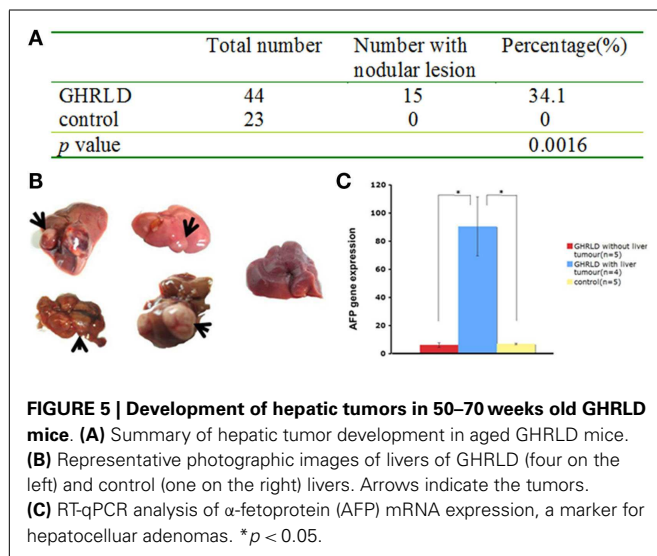 A
Total number Number with nodular lesion Percentage(%)
GHRLD 44 15 34.1
control 23 0 0
p value 0.0016
B
C
120
100
80
60
40
20
0
AFP gene expression
* *
GHRLD without liver
tumour(n=5)
GHRLD with liver
tumour(n=4)
control(n=5)
FIGURE 5 | Development of hepatic tumors in 50–70 weeks old GHRLD
mice. (A) Summary of hepatic tumor development in aged GHRLD mice.
(B) Representative photographic images of livers of GHRLD (four on the
left) and control (one on the right) livers. Arrows indicate the tumors.
(C) RT-qPCR analysis of α-fetoprotein (AFP) mRNA expression, a marker for
hepatocelluar adenomas. *p < 0.05.